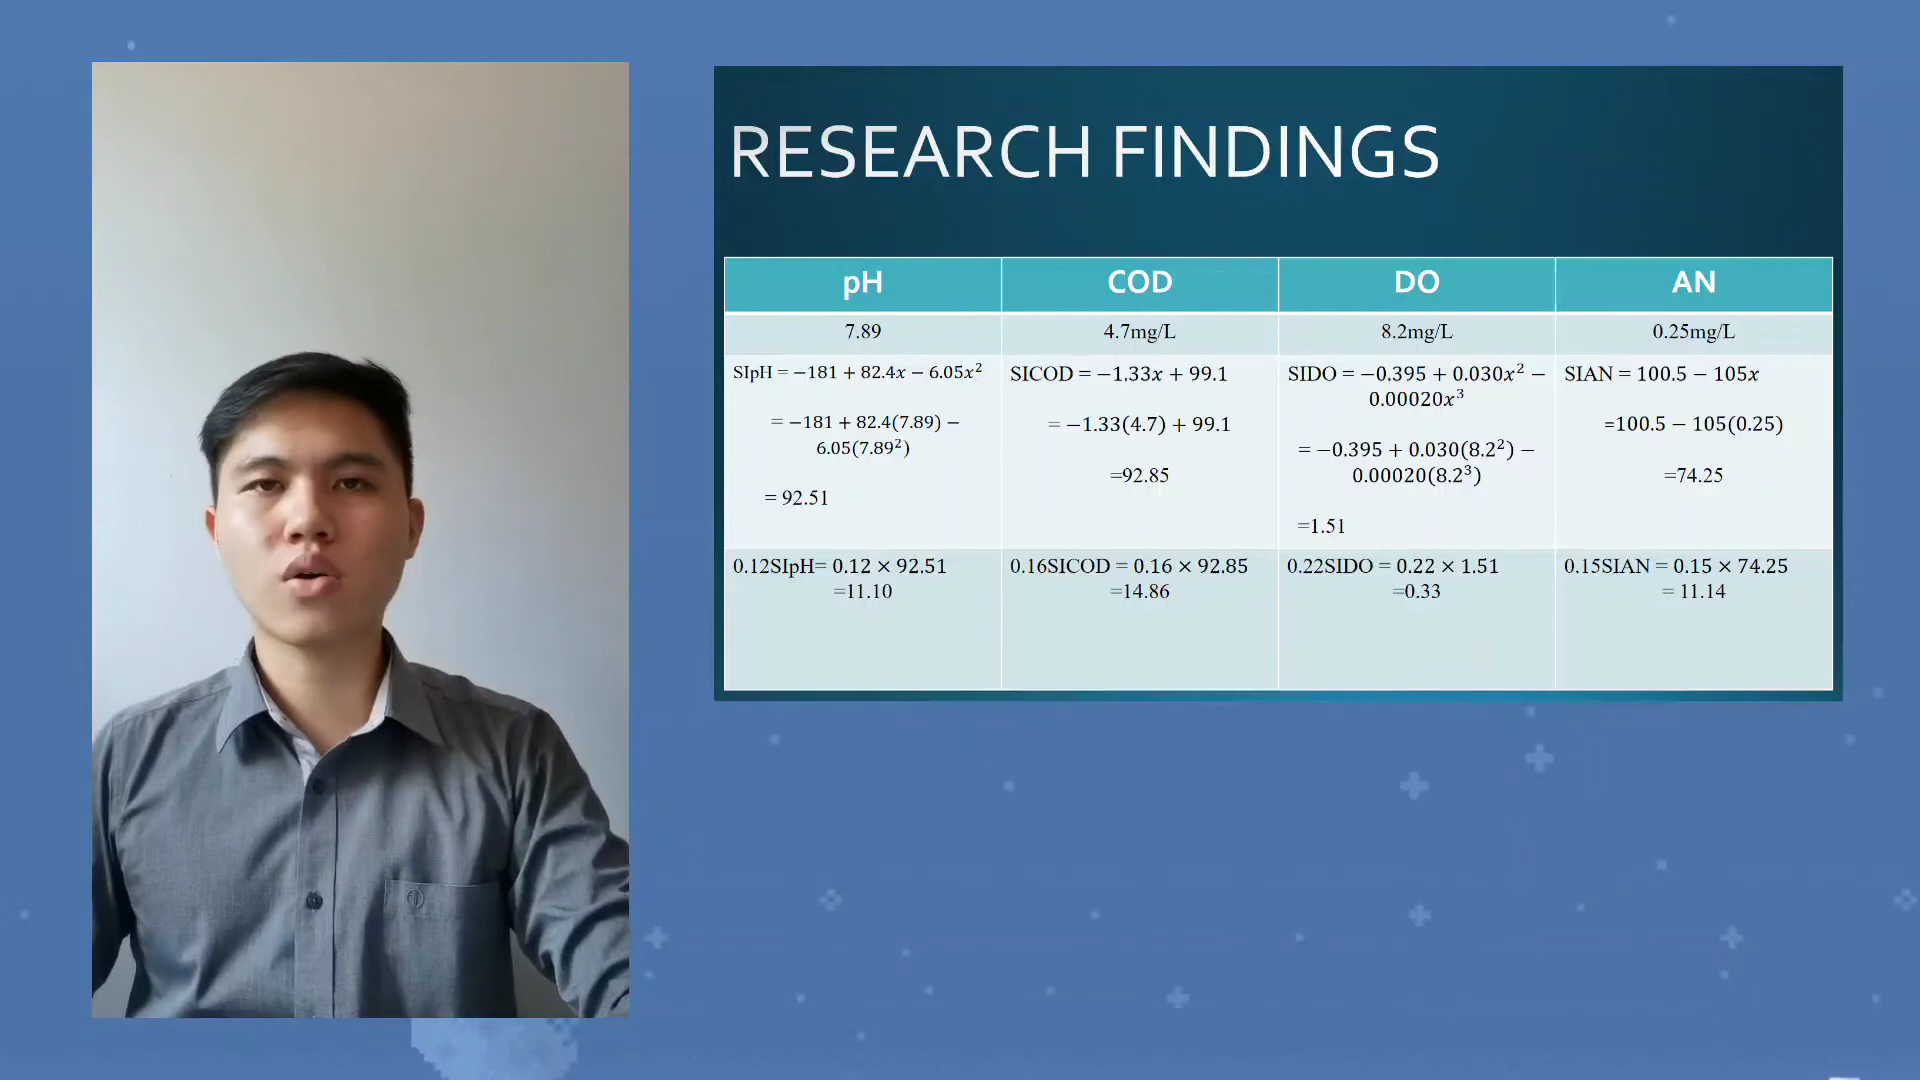 RESEARCH FINDINGS
pH
COD
DO
AN
7.89
4.7mg/L
8.2mg/L
0.25mg/L
SIpH = −181 + 82.4𝑥 − 6.05𝑥²
= −181 + 82.4(7.89) −
6.05(7.89²)
= 92.51
SICOD = −1.33𝑥 + 99.1
= −1.33(4.7) + 99.1
=92.85
SIDO = −0.395 + 0.030𝑥² −
0.00020𝑥³
= −0.395 + 0.030(8.2²) −
0.00020(8.2³)
=1.51
SIAN = 100.5 − 105𝑥
=100.5 − 105(0.25)
=74.25
0.12SIpH= 0.12 × 92.51
=11.10
0.16SICOD = 0.16 × 92.85
=14.86
0.22SIDO = 0.22 × 1.51
=0.33
0.15SIAN = 0.15 × 74.25
= 11.14